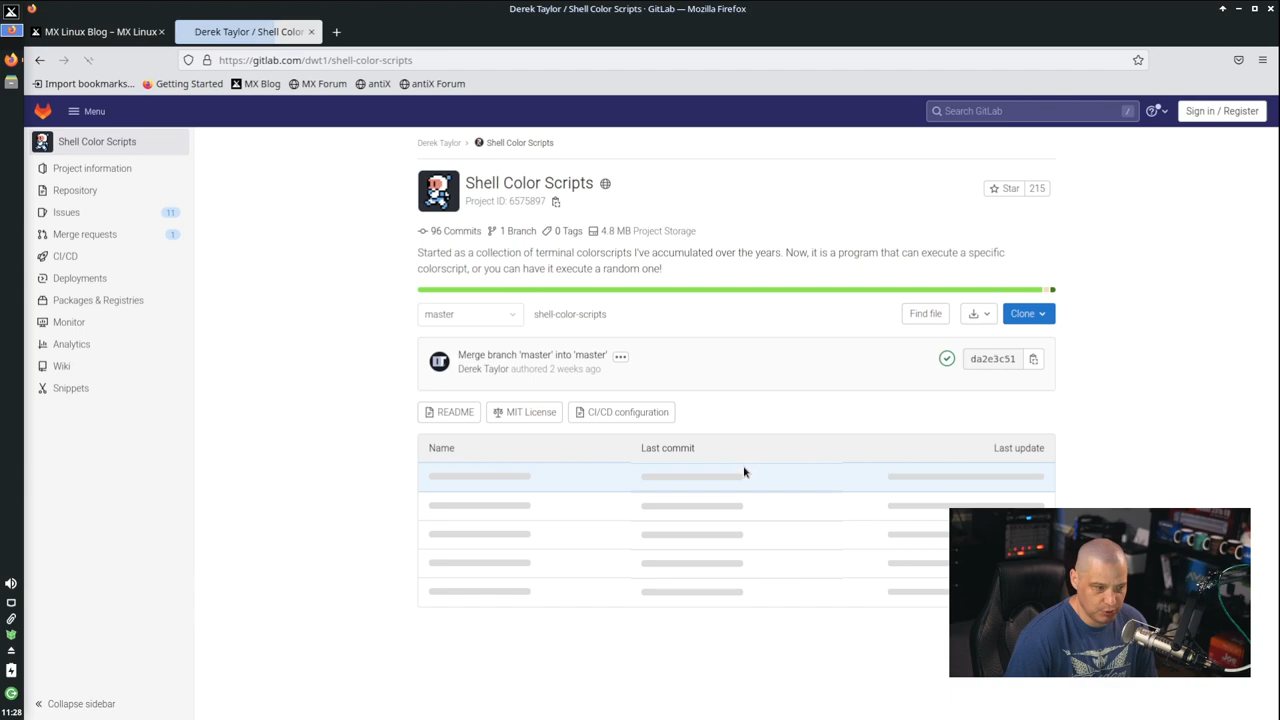 Derek Taylor / Shell Color Scripts · GitLab — Mozilla Firefox
MX Linux Blog – MX Linux
Derek Taylor / Shell Color
https://gitlab.com/dwt1/shell-color-scripts
Import bookmarks...
Getting Started
MX Blog
MX Forum
antiX
antiX Forum
Menu
Search GitLab
/
Sign in / Register
Shell Color Scripts
Project information
Repository
Issues
11
Merge requests
1
CI/CD
Deployments
Packages & Registries
Monitor
Analytics
Wiki
Snippets
Collapse sidebar
11:28
Derek Taylor
Shell Color Scripts
Shell Color Scripts
Project ID: 6575897
Star
215
96 Commits
1 Branch
0 Tags
4.8 MB Project Storage
Started as a collection of terminal colorscripts I've accumulated over the years. Now, it is a program that can execute a specific
colorscript, or you can have it execute a random one!
master
shell-color-scripts
Find file
Clone
Merge branch 'master' into 'master'
Derek Taylor authored 2 weeks ago
da2e3c51
README
MIT License
CI/CD configuration
Name
Last commit
Last update